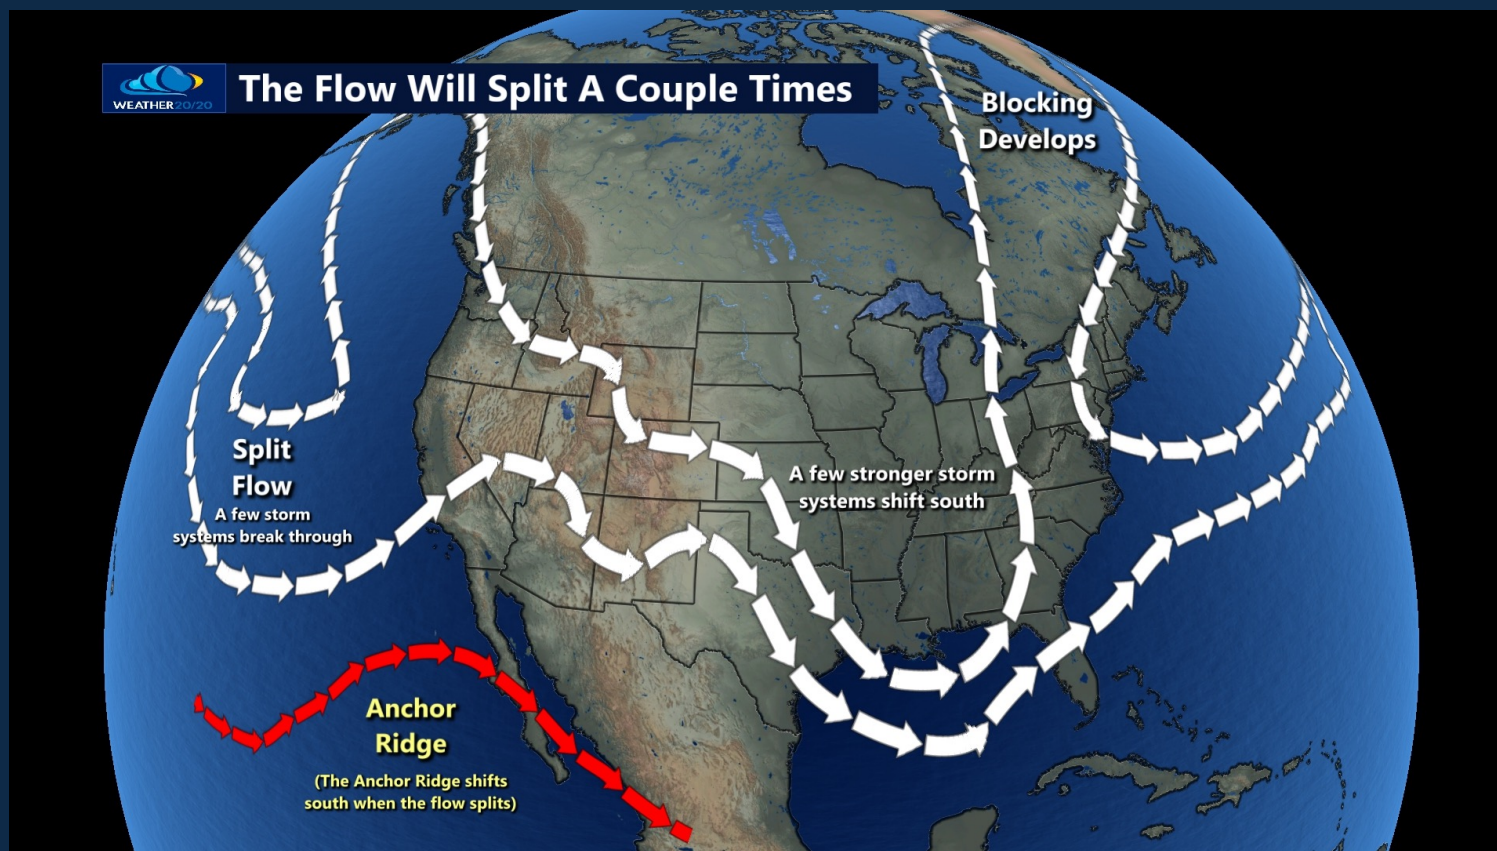 WEATHER20/20
The Flow Will Split A Couple Times
Blocking
Develops
Split
Flow
A few storm
systems break through
A few stronger storm
systems shift south
Anchor
Ridge
(The Anchor Ridge shifts
south when the flow splits)